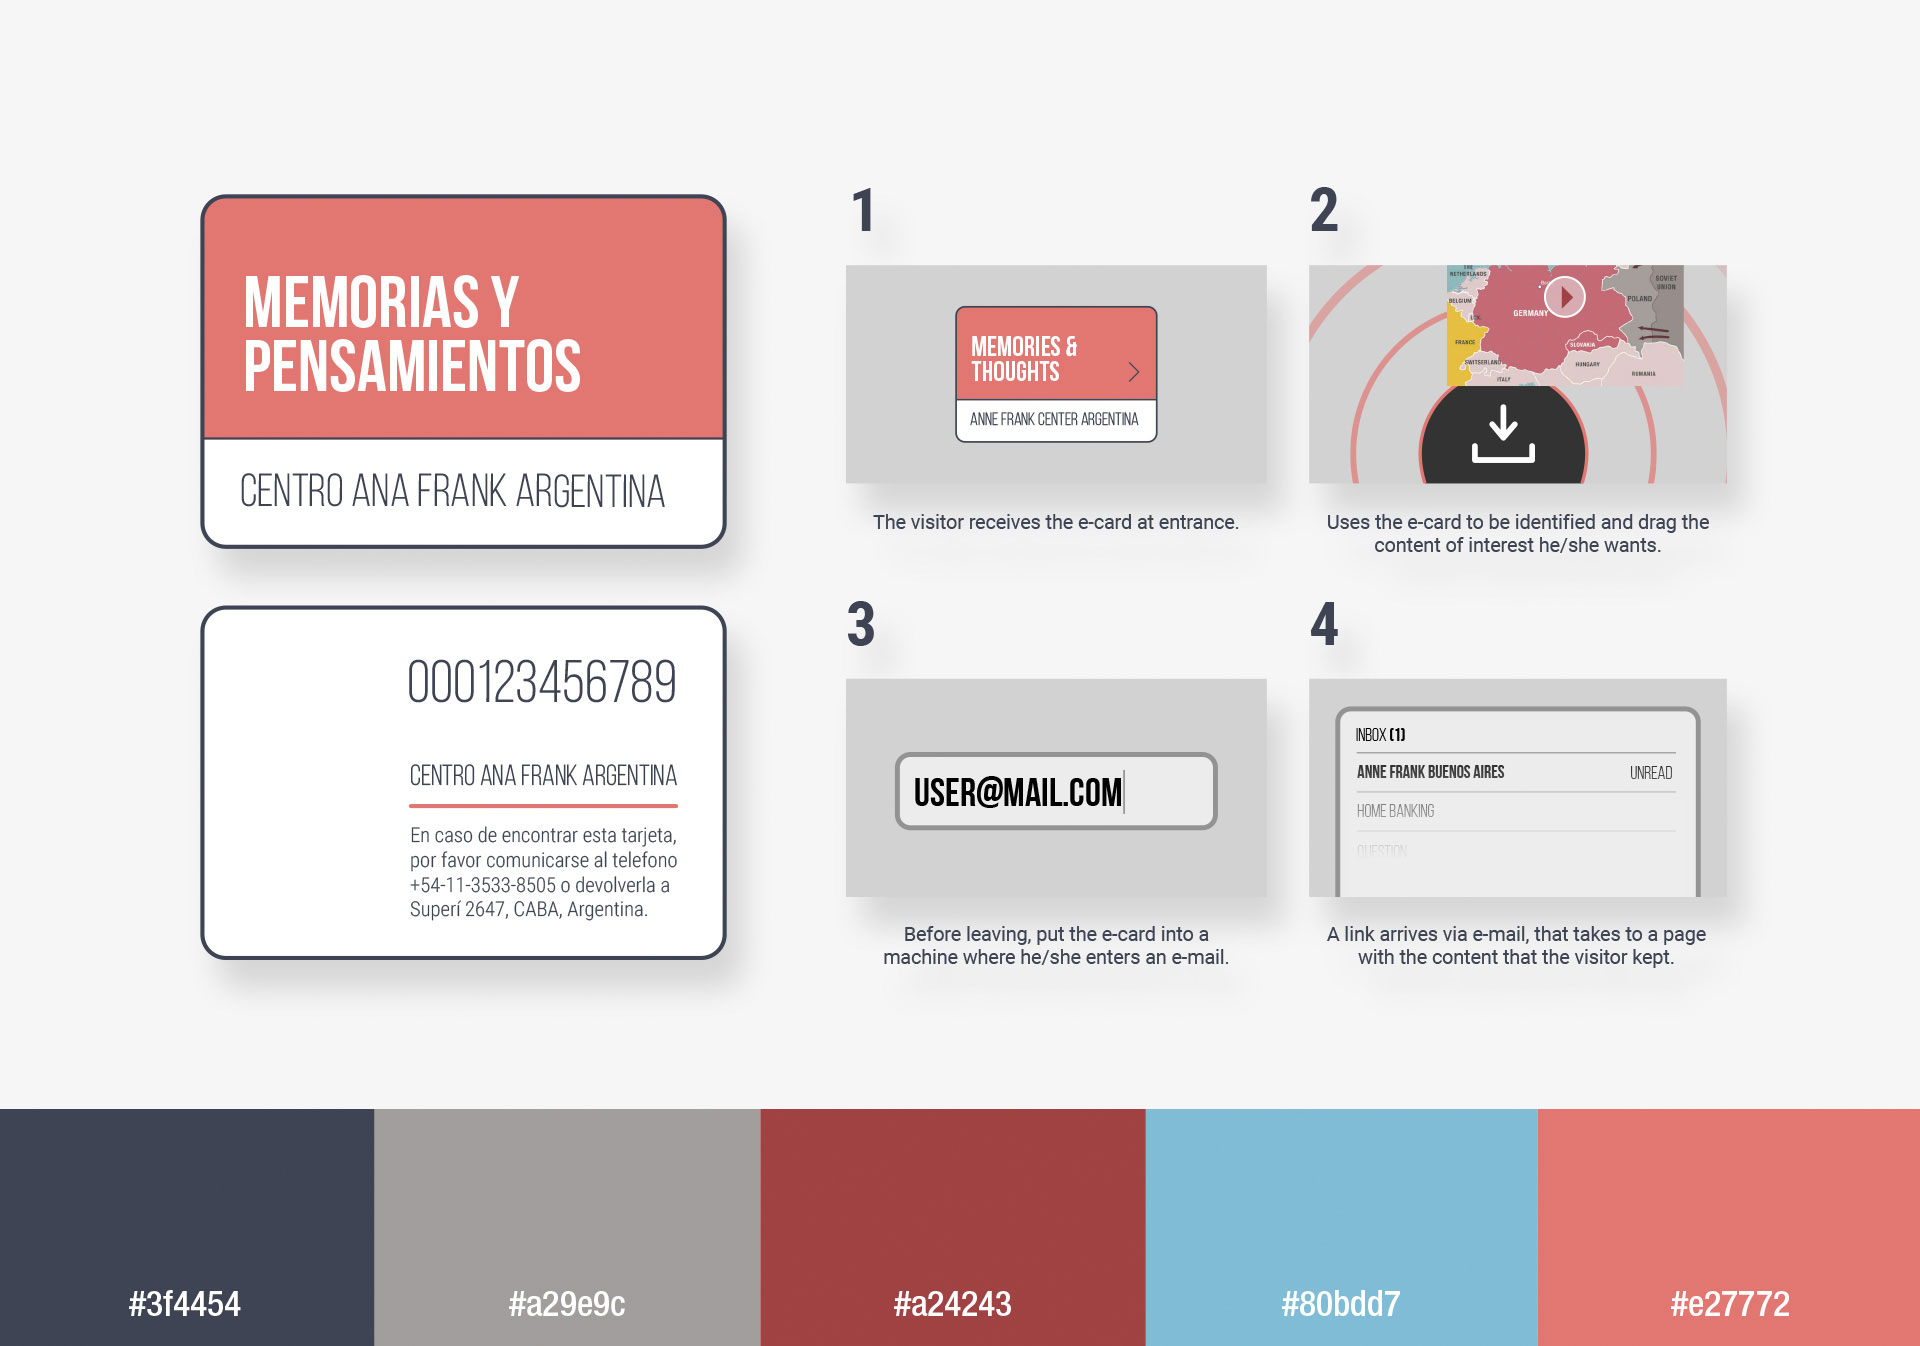 MEMORIAS Y
PENSAMIENTOS
CENTRO ANA FRANK ARGENTINA
000123456789
CENTRO ANA FRANK ARGENTINA
En caso de encontrar esta tarjeta,
por favor comunicarse al telefono
+54-11-3533-8505 o devolverla a
Superí 2647, CABA, Argentina.
1
MEMORIES &
THOUGHTS
ANNE FRANK CENTER ARGENTINA
The visitor receives the e-card at entrance.
2
NETHERLANDS
BELGIUM
FRANCE
SWITSERLAND
ITALY
GERMANY
SLOVAKIA
HUNGARY
ROMANIA
POLAND
SOVIET
UNION
Uses the e-card to be identified and drag the
content of interest he/she wants.
3
USER@MAIL.COM
Before leaving, put the e-card into a
machine where he/she enters an e-mail.
4
INBOX (1)
ANNE FRANK BUENOS AIRES UNREAD
HOME BANKING
QUESTION
A link arrives via e-mail, that takes to a page
with the content that the visitor kept.
#3f4454
#a29e9c
#a24243
#80bdd7
#e27772